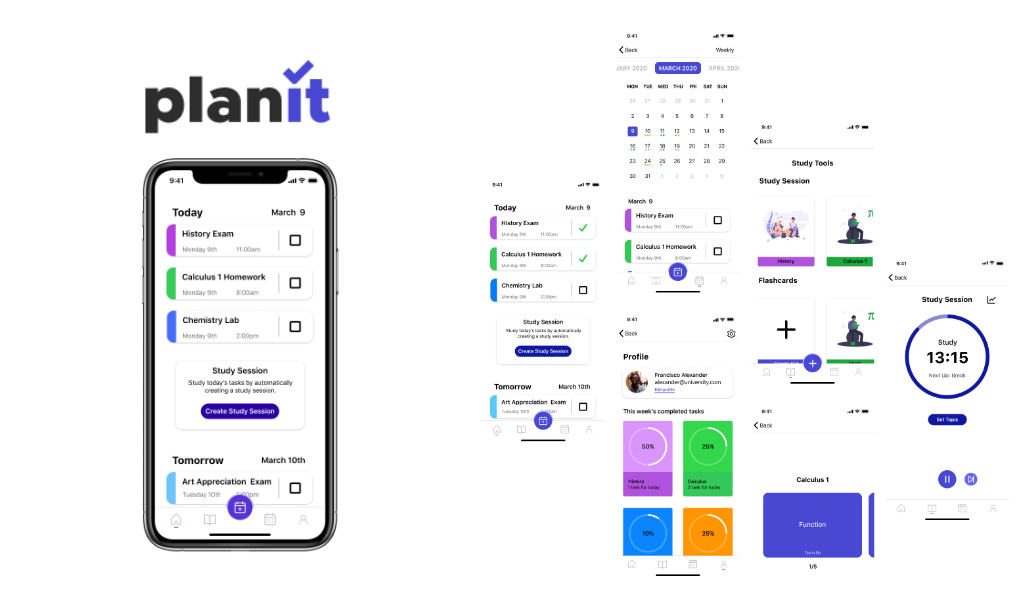 planit
9:41
Today March 9
History Exam
Monday 9th 11:00am
Calculus 1 Homework
Monday 9th 8:00am
Chemistry Lab
Monday 9th 2:00pm
Study Session
Study today's tasks by automatically
creating a study session.
Create Study Session
Tomorrow March 10th
Art Appreciation Exam
Tuesday 10th
9:41
Today March 9
History Exam
Monday 9th 11:00am
Calculus 1 Homework
Monday 9th 8:00am
Chemistry Lab
Monday 9th 2:00pm
Study Session
Study today's tasks by automatically
creating a study session.
Create Study Session
Tomorrow March 10th
Art Appreciation Exam
Tuesday 10th
9:41
Back Weekly
UARY 2020 MARCH 2020 APRIL 2020
MON TUE WED THU FRI SAT SUN
26 27 28 29 30 31 1
2 3 4 5 6 7 8
9 10 11 12 13 14 15
16 17 18 19 20 21 22
23 24 25 26 27 28 29
30 31 1 2 3 4 5
March 9
History Exam
Monday 9th 11:00am
Calculus 1 Homework
Monday 9th 8:00am
9:41
Back
Profile
Francisco Alexander
alexander@university.com
Edit profile
This week's completed tasks
50% 25%
History Calculus
1 task for today 3 task for today
10% 25%
9:41
Back
Study Tools
Study Session
π
History Calculus 1
Flashcards
+ π
9:41
Back
Calculus 1
Function
Tap to flip
1/5
9:41
Back
Study Session
Study
13:15
Next Up: Break
Set Topic